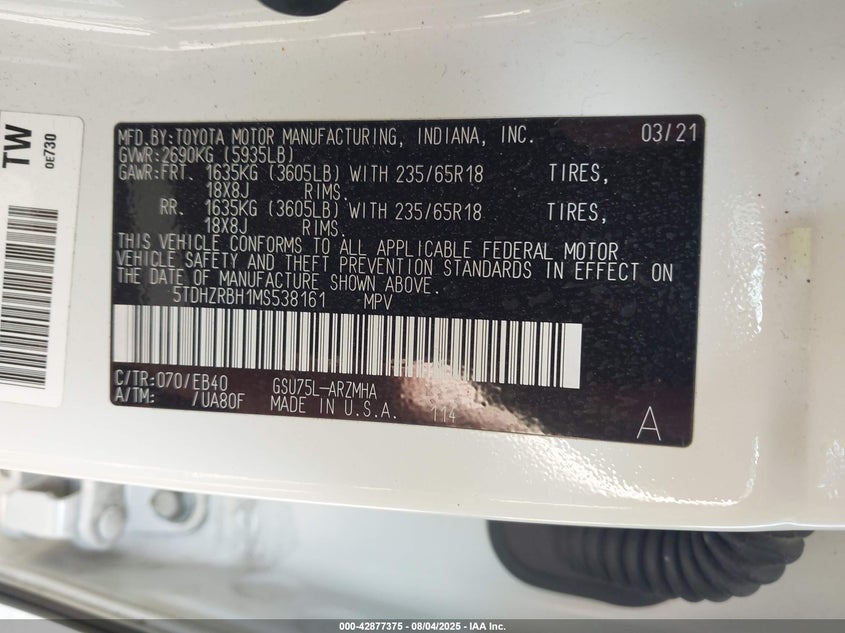 TW
0E730
MFD.BY:TOYOTA MOTOR MANUFACTURING, INDIANA, INC. 03/21
GVWR:2690KG (5935LB)
GAWR:FRT. 1635KG (3605LB) WITH 235/65R18 TIRES,
18X8J RIMS.
RR. 1635KG (3605LB) WITH 235/65R18 TIRES,
18X8J RIMS.
THIS VEHICLE CONFORMS TO ALL APPLICABLE FEDERAL MOTOR
VEHICLE SAFETY AND THEFT PREVENTION STANDARDS IN EFFECT ON
THE DATE OF MANUFACTURE SHOWN ABOVE.
5TDHZRBH1MS538161 MPV
C/TR:070/EB40 GSU75L-ARZMHA
A/TM: /UA80F MADE IN U.S.A. 114
A
000-42877375 - 08/04/2025 - IAA Inc.